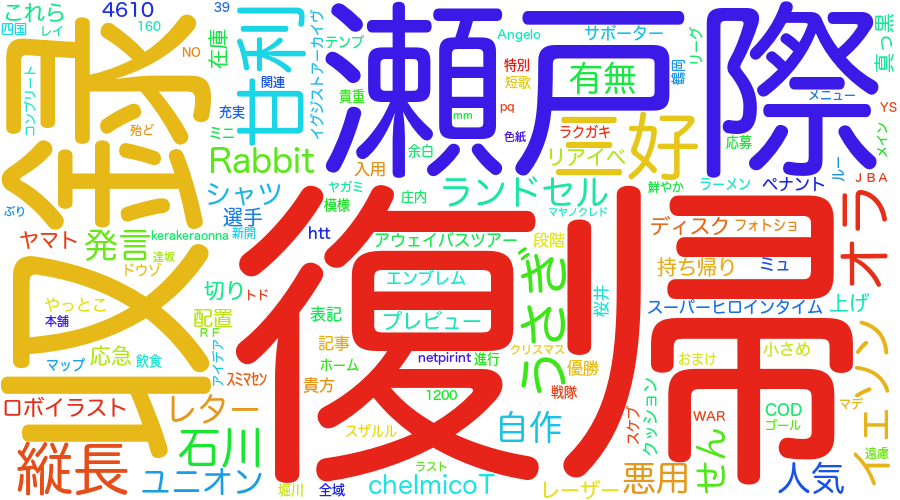 これら
4610
39
四国
レイ
160
NO
在庫
コンプリート
甘利
関連
充実
ミニ
殆ど
ぷり
収録
瀬戸際
復帰
イグジストアーカイヴ
テンプ
貴重
Angelo
サポーター
リーグ
真っ黒
特別
短歌
鶴岡
有無
メニュー
YS
mm
pq
色紙
ラクガキ
三好
応募
メイン
ルー
JBA
Rabbit
入用
余白
リアイベ
鮮やか
ラーメン
ペナント
シャツ
ヤガミ
模様
庄内
ランドセル
マヤノクレド
選手
新開
htt
ヤマト
発言
kerakeraonna
逢坂
ドウゾ
アウェイバスツアー
段階
ディスク
フォトショ
オラ
エンブレム
うさぎ
持ち帰り
ミュ
切り
トド
桜井
やっとこ
本舗
配置
RF
表記
プレビュー
スーパーヒロインタイム
上げ
マップ
応急
飲食
アイデア
記事
ホーム
netpirint
進行
クリスマス
優勝
おまけ
小さめ
スミマセン
貴方
1200
戦隊
イエソン
ロボイラスト
レター
スザルル
自作
スケブ
クッション
WAR
COD
ゴール
マデ
縦長
石川
ラスト
せん
遠慮
ユニオン
堀川
全域
chelmicoT
レーザー
悪用
人気